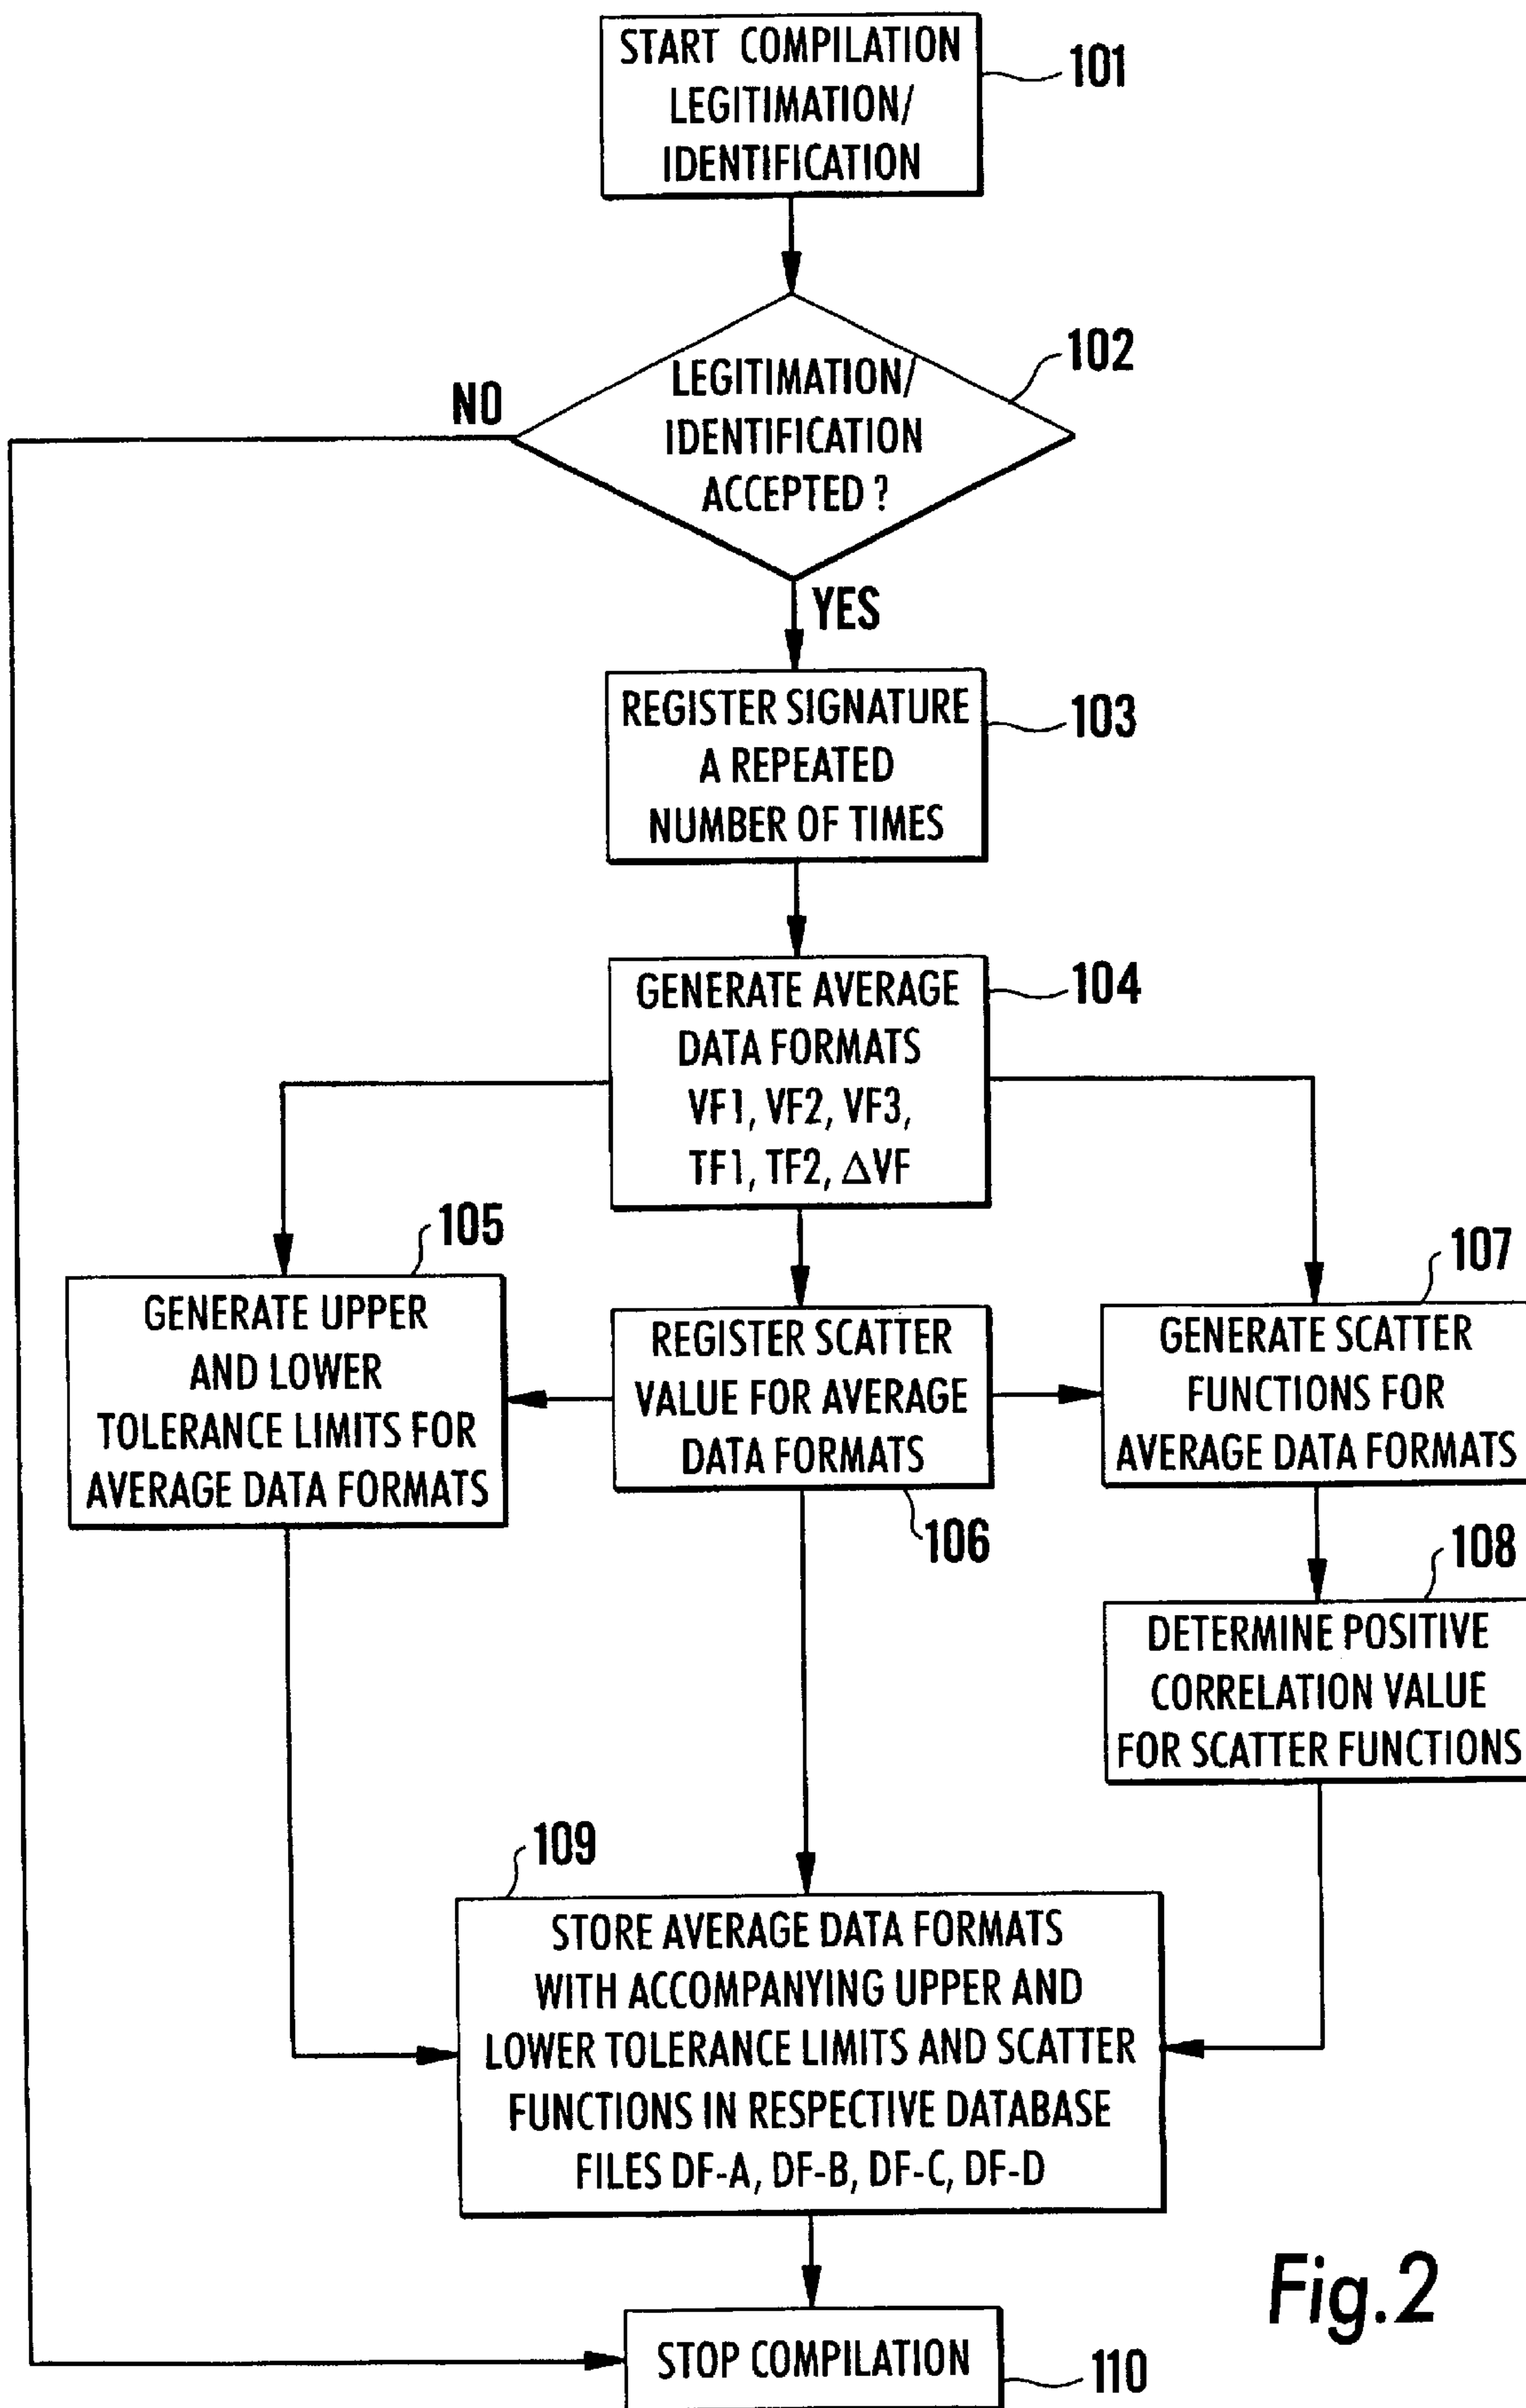 START COMPILATION
LEGITIMATION/
IDENTIFICATION
101
LEGITIMATION/
IDENTIFICATION
ACCEPTED ?
102
NO
YES
REGISTER SIGNATURE
A REPEATED
NUMBER OF TIMES
103
GENERATE AVERAGE
DATA FORMATS
VF1, VF2, VF3,
TF1, TF2, ΔVF
104
105
GENERATE UPPER
AND LOWER
TOLERANCE LIMITS FOR
AVERAGE DATA FORMATS
REGISTER SCATTER
VALUE FOR AVERAGE
DATA FORMATS
106
107
GENERATE SCATTER
FUNCTIONS FOR
AVERAGE DATA FORMATS
108
DETERMINE POSITIVE
CORRELATION VALUE
FOR SCATTER FUNCTIONS
109
STORE AVERAGE DATA FORMATS
WITH ACCOMPANYING UPPER AND
LOWER TOLERANCE LIMITS AND SCATTER
FUNCTIONS IN RESPECTIVE DATABASE
FILES DF-A, DF-B, DF-C, DF-D
STOP COMPILATION
110
Fig.2